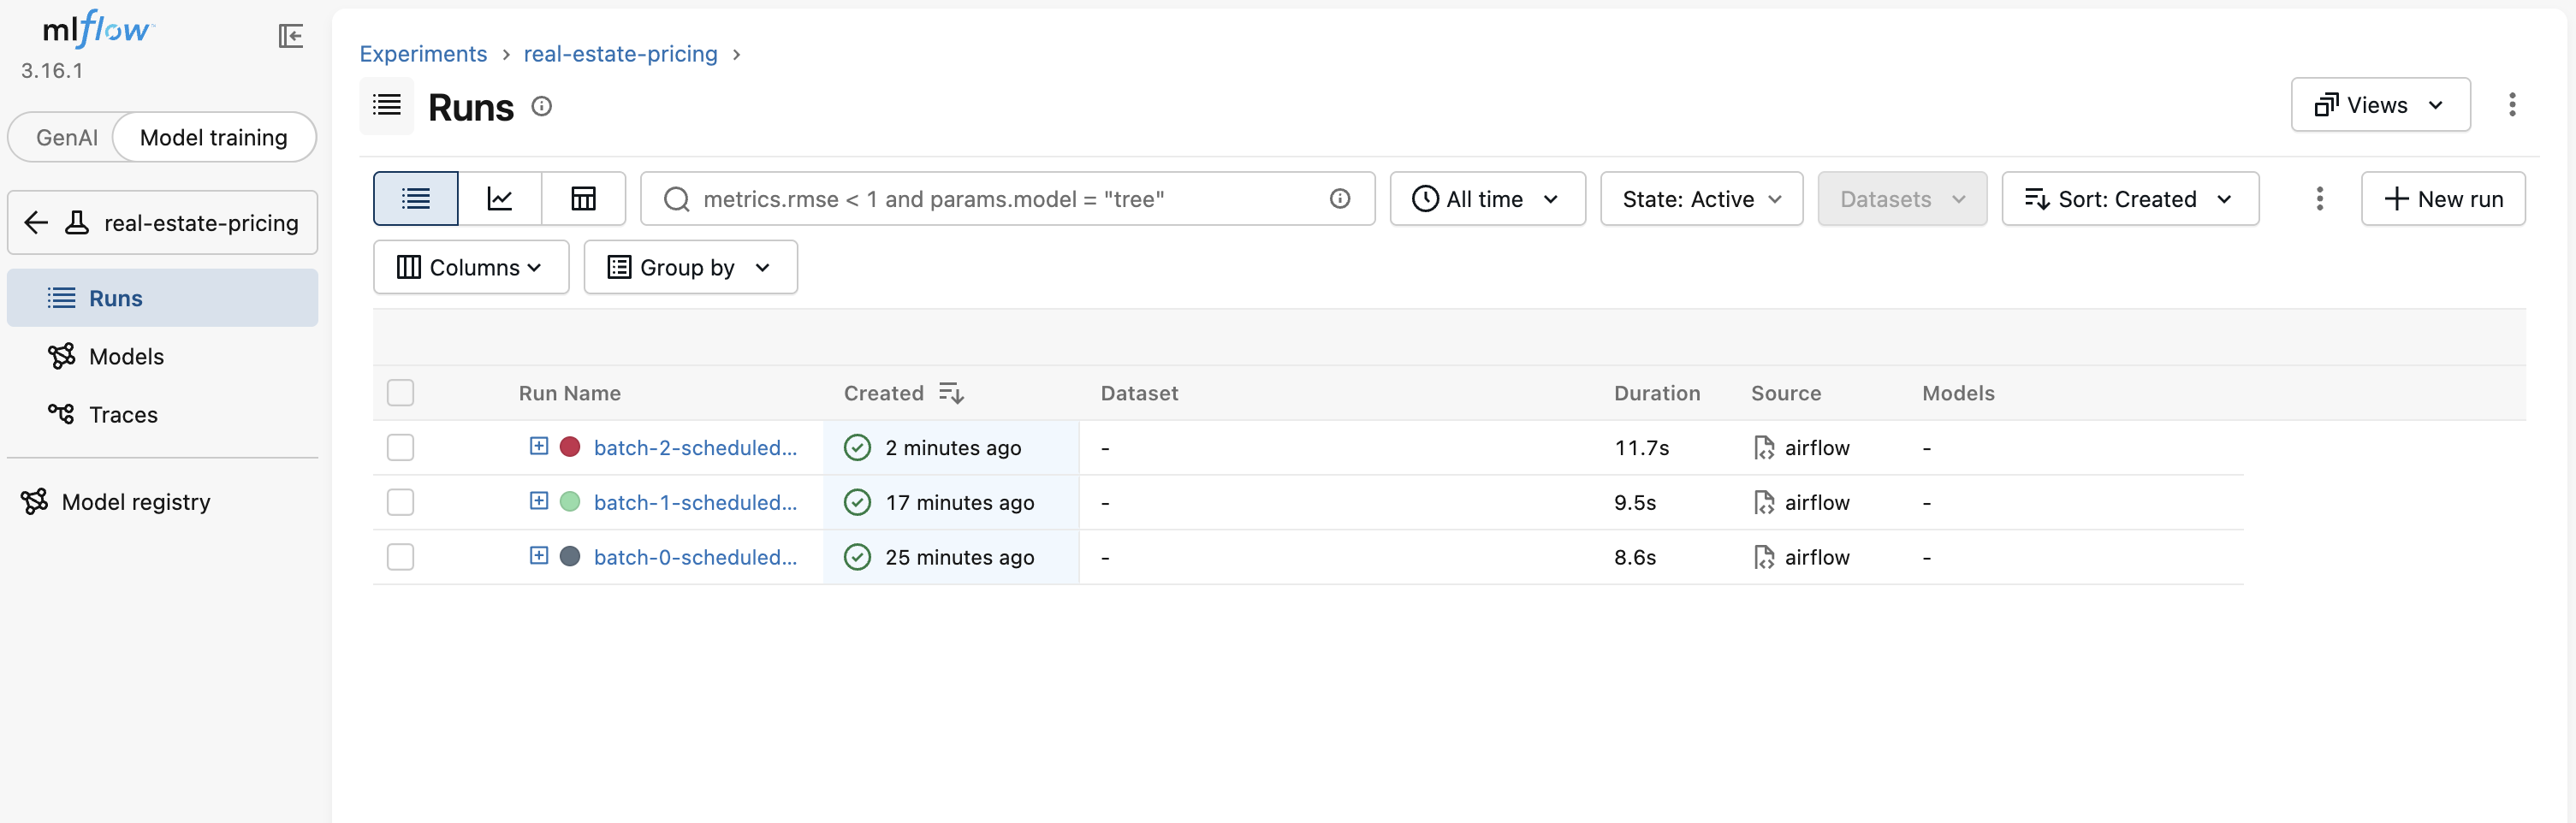 mlflow
3.16.1
GenAI Model training
real-estate-pricing
Runs
Models
Traces
Model registry
Experiments > real-estate-pricing >
Runs
Views
metrics.rmse < 1 and params.model = "tree"
All time
State: Active
Datasets
Sort: Created
New run
Columns
Group by
Run Name Created Dataset Duration Source Models
batch-2-scheduled... 2 minutes ago - 11.7s airflow -
batch-1-scheduled... 17 minutes ago - 9.5s airflow -
batch-0-scheduled... 25 minutes ago - 8.6s airflow -